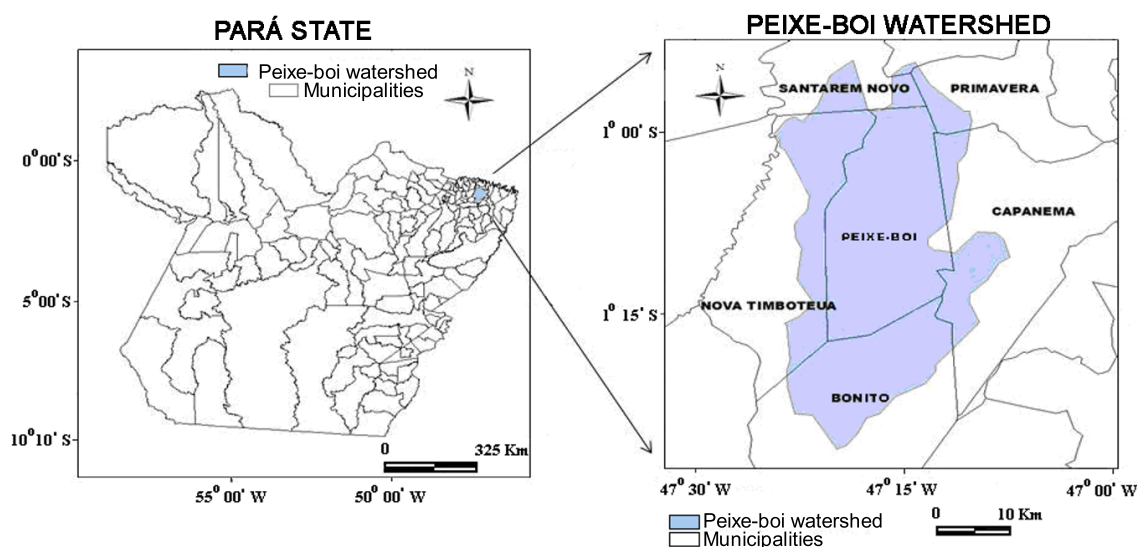 PARÁ STATE
Peixe-boi watershed
Municipalities
N
0° 00' S
5° 00' S
10° 10' S
0 325 Km
55° 00' W 50° 00' W
PEIXE-BOI WATERSHED
N
SANTAREM NOVO PRIMAVERA
1° 00'
CAPANEMA
PEIXE-BOI
NOVA TIMBOTEUA
1° 15'
BONITO
47° 30' W 47° 15' W 47° 00' W
Peixe-boi watershed
Municipalities
0 10 Km